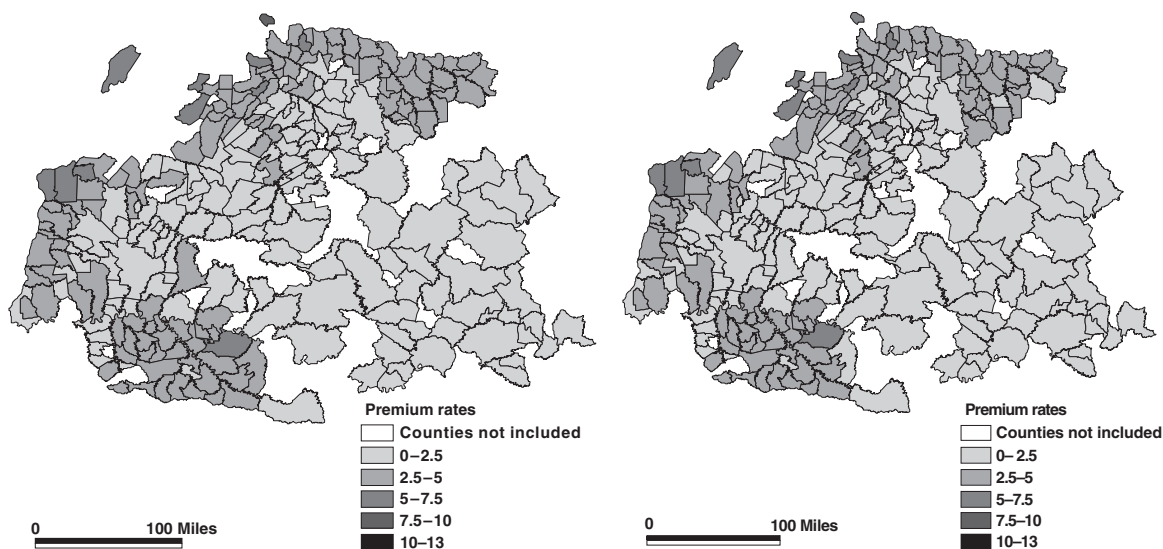 Premium rates
Counties not included
0–2.5
2.5–5
5–7.5
7.5–10
10–13
0 100 Miles
Premium rates
Counties not included
0–2.5
2.5–5
5–7.5
7.5–10
10–13
0 100 Miles